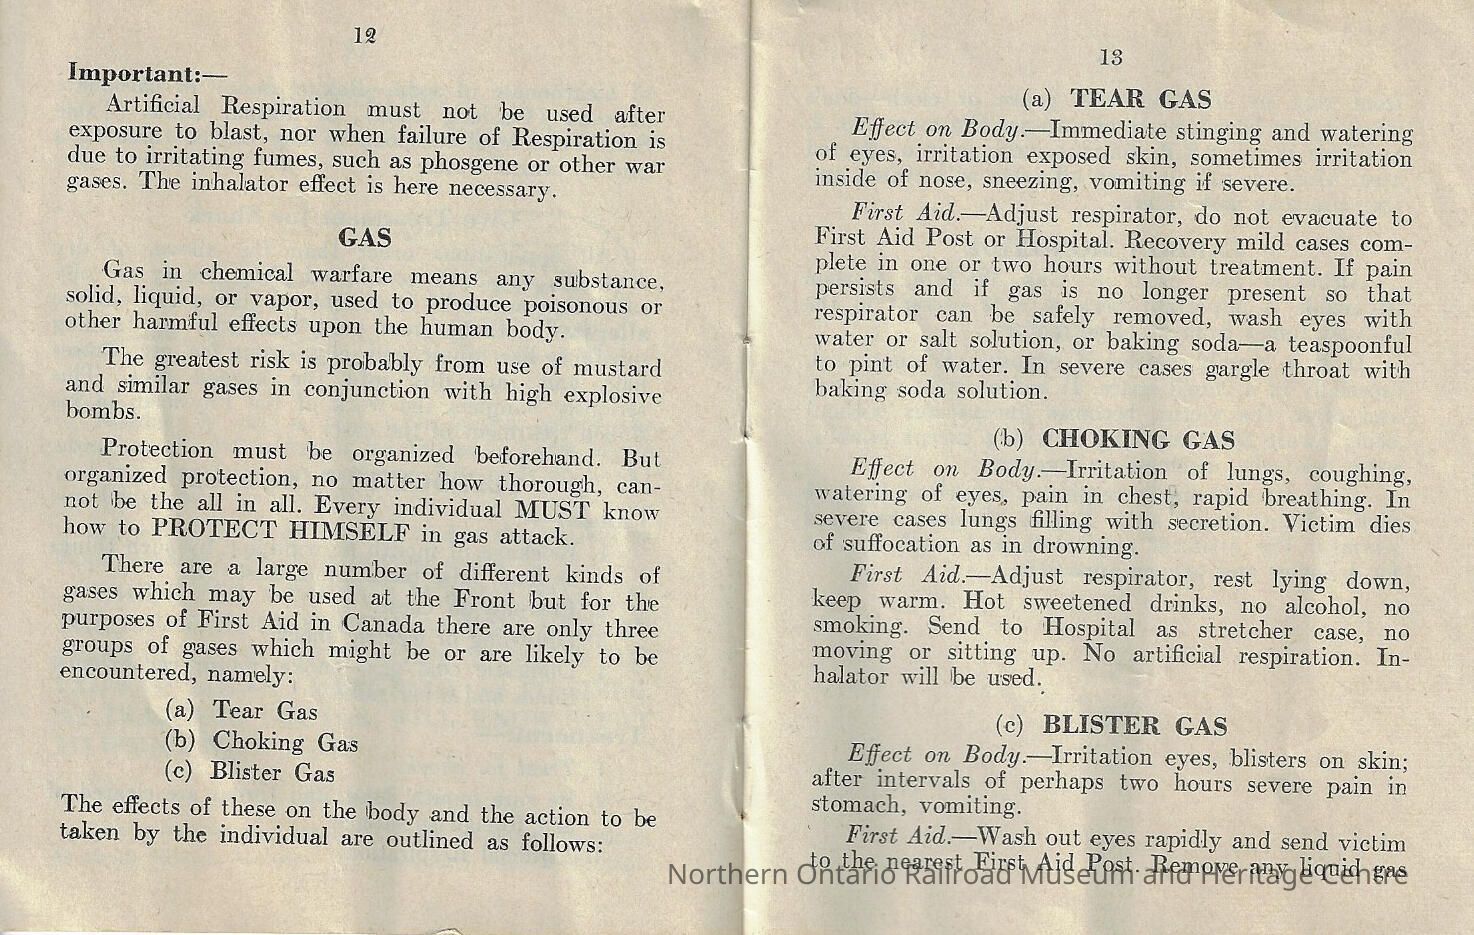 12
Important:—
Artificial Respiration must not be used after
exposure to blast, nor when failure of Respiration is
due to irritating fumes, such as phosgene or other war
gases. The inhalator effect is here necessary.
GAS
Gas in chemical warfare means any substance,
solid, liquid, or vapor, used to produce poisonous or
other harmful effects upon the human body.
The greatest risk is probably from use of mustard
and similar gases in conjunction with high explosive
bombs.
Protection must be organized beforehand. But
organized protection, no matter how thorough, can-
not be the all in all. Every individual MUST know
how to PROTECT HIMSELF in gas attack.
There are a large number of different kinds of
gases which may be used at the Front but for the
purposes of First Aid in Canada there are only three
groups of gases which might be or are likely to be
encountered, namely:
(a) Tear Gas
(b) Choking Gas
(c) Blister Gas
The effects of these on the body and the action to be
taken by the individual are outlined as follows:
13
(a) TEAR GAS
Effect on Body.—Immediate stinging and watering
of eyes, irritation exposed skin, sometimes irritation
inside of nose, sneezing, vomiting if severe.
First Aid.—Adjust respirator, do not evacuate to
First Aid Post or Hospital. Recovery mild cases com-
plete in one or two hours without treatment. If pain
persists and if gas is no longer present so that
respirator can be safely removed, wash eyes with
water or salt solution, or baking soda—a teaspoonful
to pint of water. In severe cases gargle throat with
baking soda solution.
(b) CHOKING GAS
Effect on Body.—Irritation of lungs, coughing,
watering of eyes, pain in chest, rapid breathing. In
severe cases lungs filling with secretion. Victim dies
of suffocation as in drowning.
First Aid.—Adjust respirator, rest lying down,
keep warm. Hot sweetened drinks, no alcohol, no
smoking. Send to Hospital as stretcher case, no
moving or sitting up. No artificial respiration. In-
halator will be used.
(c) BLISTER GAS
Effect on Body.—Irritation eyes, blisters on skin;
after intervals of perhaps two hours severe pain in
stomach, vomiting.
First Aid.—Wash out eyes rapidly and send victim
to the nearest First Aid Post. Remove any liquid gas
Northern Ontario Railroad Museum and Heritage Centre